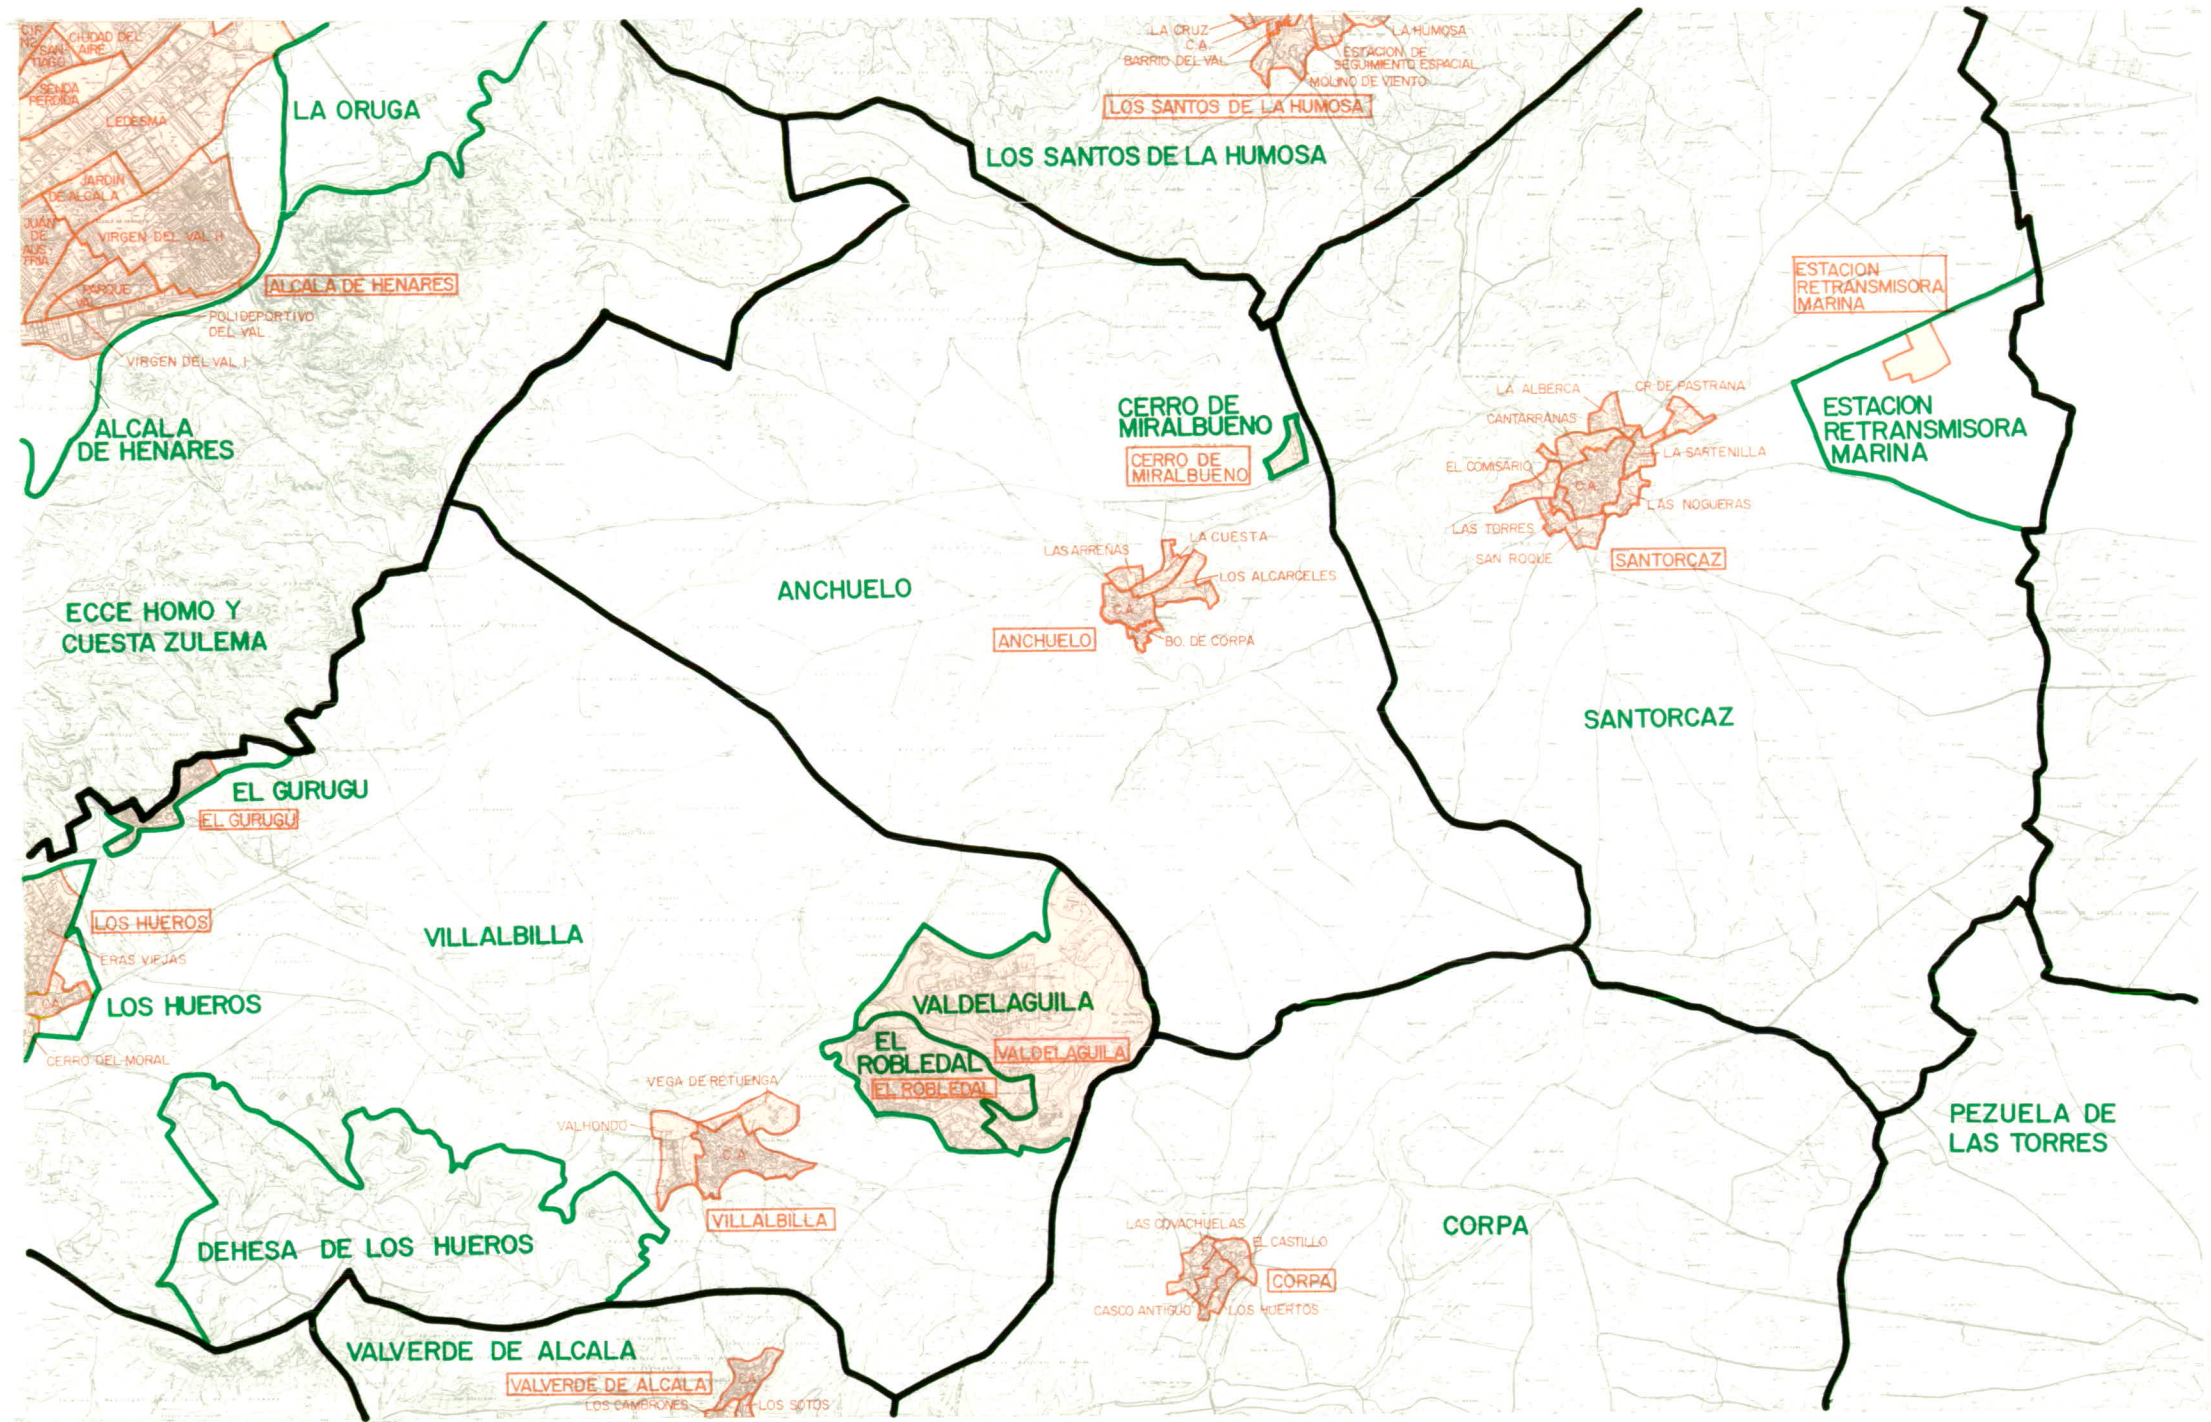 CIUDAD DEL
AIRE
SAN-
TIAGO
SENDA
PERDIDA
LEDESMA
LA ORUGA
JARDIN
DE ALCALA
JUAN
DE
AUS-
TRIA
VIRGEN DEL VAL II
PARQUE
VAL
ALCALA DE HENARES
POLIDEPORTIVO
DEL VAL
VIRGEN DEL VAL I
ALCALA
DE HENARES
LA CRUZ
C.A.
BARRIO DEL VAL
LA HUMOSA
ESTACION DE
SEGUIMIENTO ESPACIAL
MOLINO DE VIENTO
LOS SANTOS DE LA HUMOSA
LOS SANTOS DE LA HUMOSA
ESTACION
RETRANSMISORA
MARINA
ESTACION
RETRANSMISORA
MARINA
CERRO DE
MIRALBUENO
CERRO DE
MIRALBUENO
LA ALBERCA
CR DE PASTRANA
CANTARRANAS
EL COMISARIO
LA SARTENILLA
C.A.
LAS NOGUERAS
LAS TORRES
SAN ROQUE
SANTORCAZ
LAS ARREÑAS
LA CUESTA
LOS ALCARCELES
C.A.
ANCHUELO
BO. DE CORPA
ANCHUELO
ECCE HOMO Y
CUESTA ZULEMA
SANTORCAZ
EL GURUGU
EL GURUGU
LOS HUEROS
ERAS VIEJAS
C.A.
LOS HUEROS
CERRO DEL MORAL
VILLALBILLA
VALDELAGUILA
VALDELAGUILA
EL
ROBLEDAL
EL ROBLEDAL
VEGA DE RETUENGA
VALHONDO
C.A.
VILLALBILLA
DEHESA DE LOS HUEROS
PEZUELA DE
LAS TORRES
LAS COVACHUELAS
EL CASTILLO
CORPA
CASCO ANTIGUO
LOS HUERTOS
CORPA
VALVERDE DE ALCALA
VALVERDE DE ALCALA
C.A.
LOS CAMBRONES
LOS SOTOS